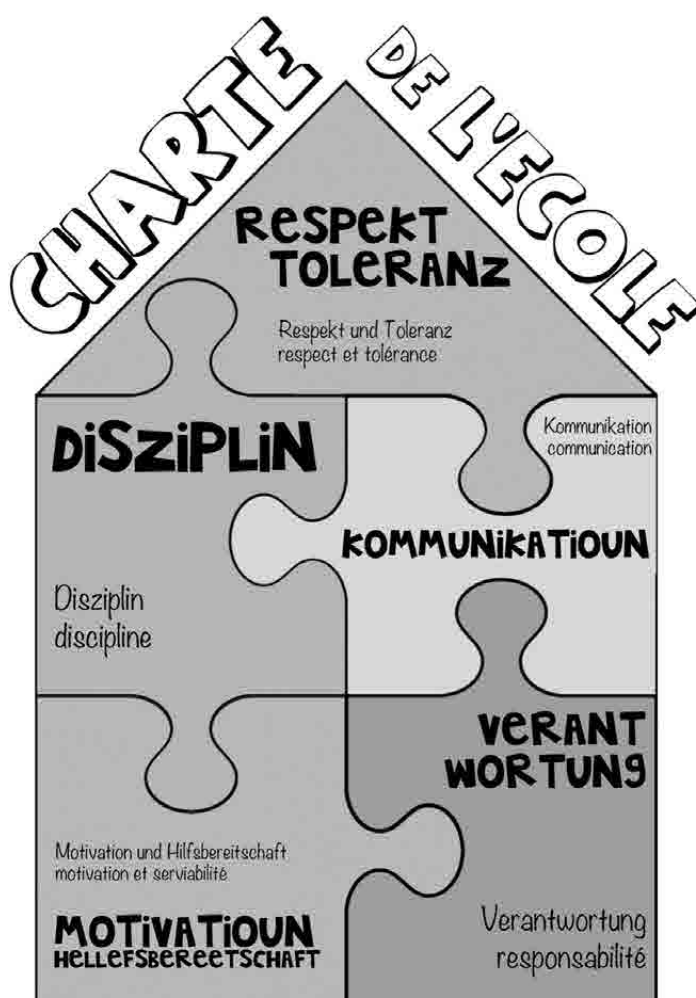 CHARTE
DE L'ECOLE
RESPEKT
TOLERANZ
Respekt und Toleranz
respect et tolérance
DiSZiPLiN
Disziplin
discipline
Kommunikation
communication
KOMMUNiKATiOUN
VERANT
WORTUNG
Verantwortung
responsabilité
Motivation und Hilfsbereitschaft
motivation et serviabilité
MOTiVATiOUN
HELLEFSBEREETSCHAFT